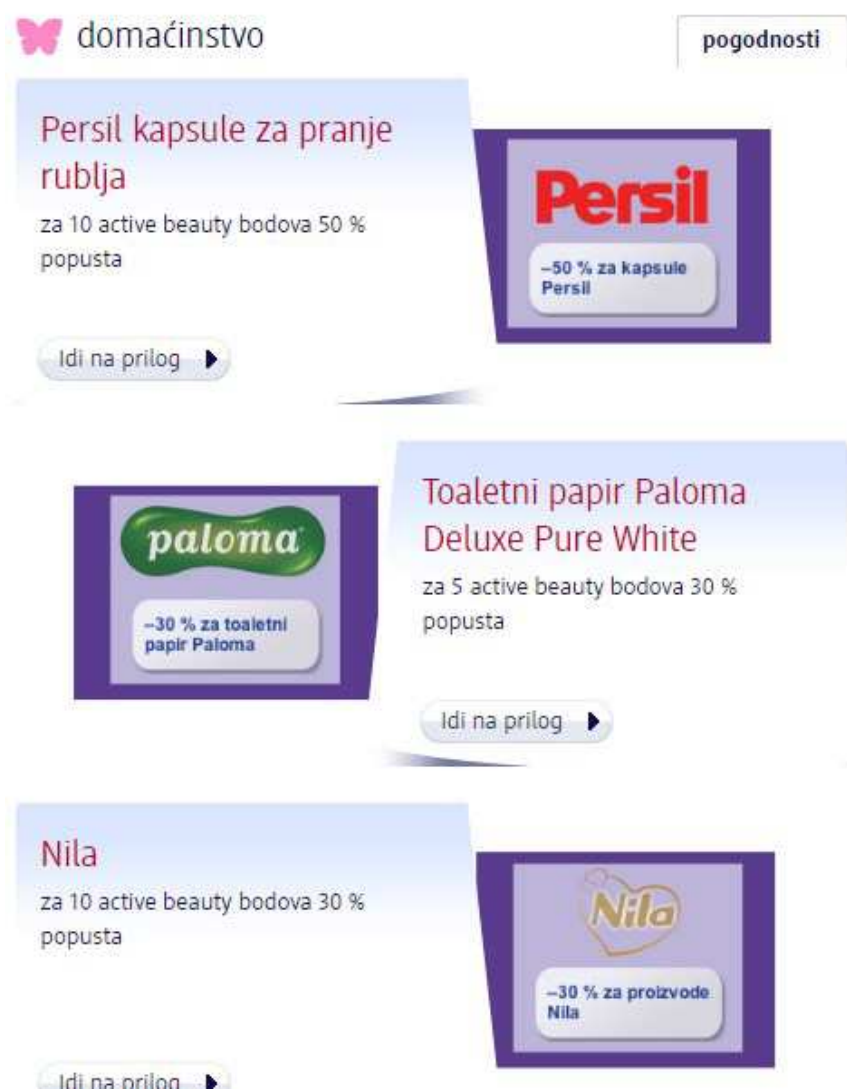 domaćinstvo
pogodnosti
Persil kapsule za pranje
rublja
za 10 active beauty bodova 50 %
popusta
Idi na prilog
Persil
–50 % za kapsule
Persil
paloma
–30 % za toaletni
papir Paloma
Toaletni papir Paloma
Deluxe Pure White
za 5 active beauty bodova 30 %
popusta
Idi na prilog
Nila
za 10 active beauty bodova 30 %
popusta
Idi na prilog
Nila
–30 % za proizvode
Nila